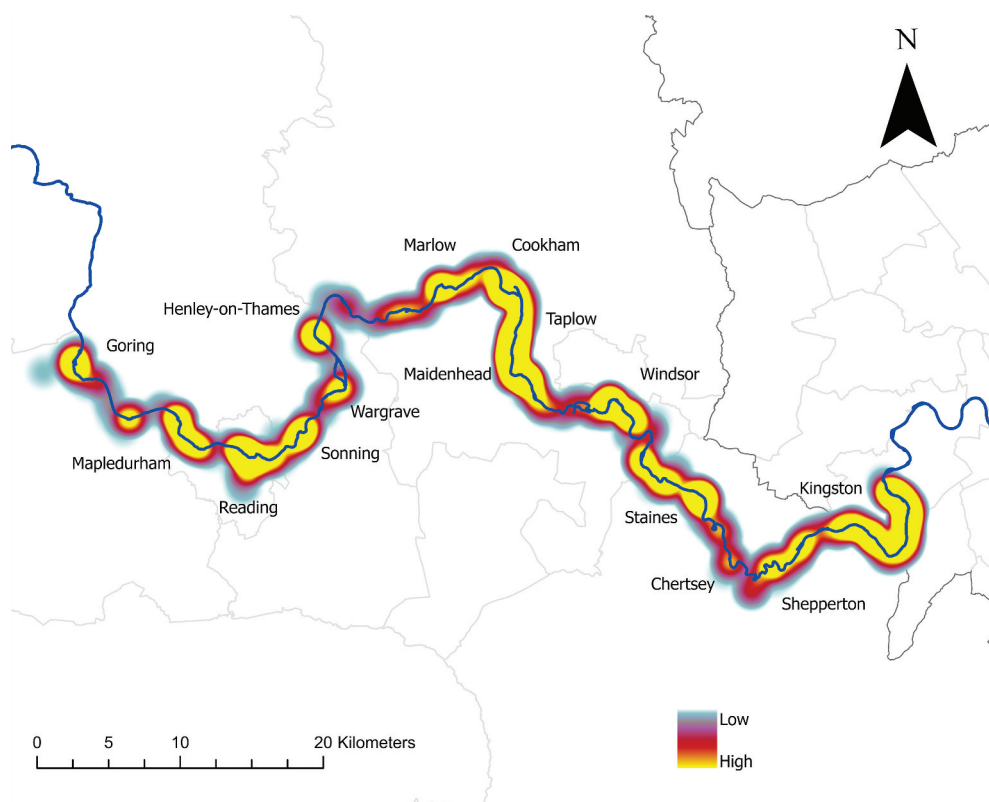 N
Marlow
Cookham
Henley-on-Thames
Taplow
Goring
Maidenhead
Windsor
Wargrave
Mapledurham
Sonning
Kingston
Reading
Staines
Chertsey
Shepperton
Low
High
0 5 10 20 Kilometers